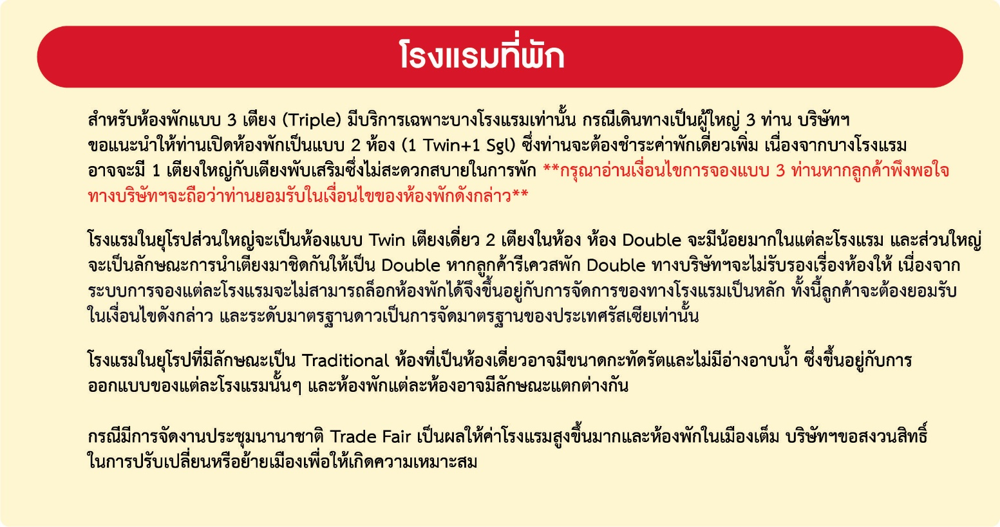 โรงแรมที่พัก
สำหรับห้องพักแบบ 3 เตียง (Triple) มีบริการเฉพาะบางโรงแรมเท่านั้น กรณีเดินทางเป็นผู้ใหญ่ 3 ท่าน บริษัทฯ
ขอแนะนำให้ท่านเปิดห้องพักเป็นแบบ 2 ห้อง (1 Twin+1 Sgl) ซึ่งท่านจะต้องชำระค่าพักเดี่ยวเพิ่ม เนื่องจากบางโรงแรม
อาจจะมี 1 เตียงใหญ่กับเตียงพับเสริมซึ่งไม่สะดวกสบายในการพัก **กรุณาอ่านเงื่อนไขการจองแบบ 3 ท่านหากลูกค้าพึงพอใจ
ทางบริษัทฯจะถือว่าท่านยอมรับในเงื่อนไขของห้องพักดังกล่าว**
โรงแรมในยุโรปส่วนใหญ่จะเป็นห้องแบบ Twin เตียงเดี่ยว 2 เตียงในห้อง ห้อง Double จะมีน้อยมากในแต่ละโรงแรม และส่วนใหญ่
จะเป็นลักษณะการนำเตียงมาชิดกันให้เป็น Double หากลูกค้ารีเควสพัก Double ทางบริษัทฯจะไม่รับรองเรื่องห้องให้ เนื่องจาก
ระบบการจองแต่ละโรงแรมจะไม่สามารถล็อกห้องพักได้จึงขึ้นอยู่กับการจัดการของทางโรงแรมเป็นหลัก ทั้งนี้ลูกค้าจะต้องยอมรับ
ในเงื่อนไขดังกล่าว และระดับมาตรฐานดาวเป็นการจัดมาตรฐานของประเทศรัสเซียเท่านั้น
โรงแรมในยุโรปที่มีลักษณะเป็น Traditional ห้องที่เป็นห้องเดี่ยวอาจมีขนาดกะทัดรัตและไม่มีอ่างอาบน้ำ ซึ่งขึ้นอยู่กับการ
ออกแบบของแต่ละโรงแรมนั้นๆ และห้องพักแต่ละห้องอาจมีลักษณะแตกต่างกัน
กรณีมีการจัดงานประชุมนานาชาติ Trade Fair เป็นผลให้ค่าโรงแรมสูงขึ้นมากและห้องพักในเมืองเต็ม บริษัทฯขอสงวนสิทธิ์
ในการปรับเปลี่ยนหรือย้ายเมืองเพื่อให้เกิดความเหมาะสม